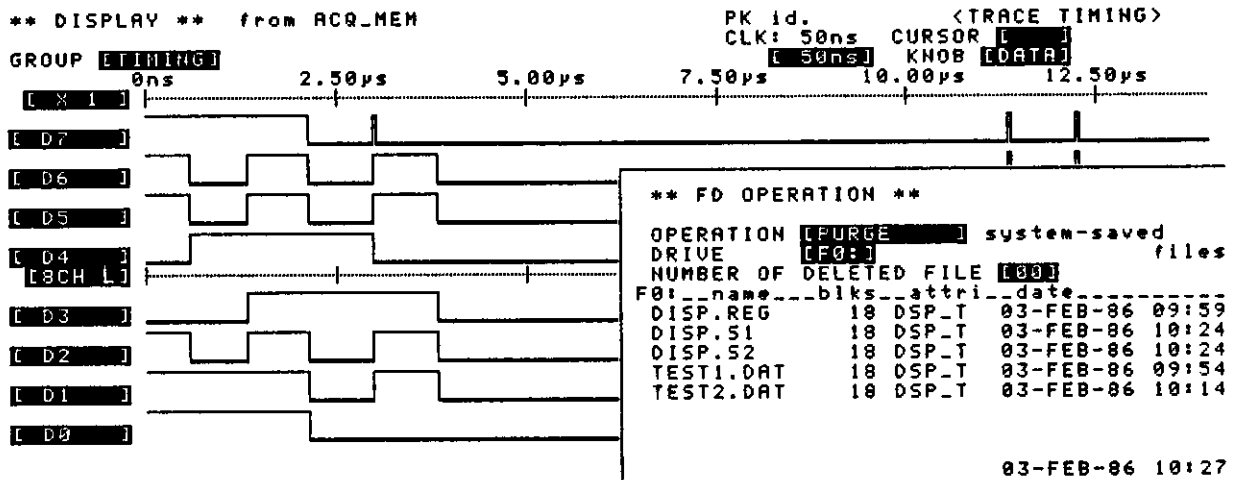 ** DISPLAY ** from ACQ_MEM PK id. <TRACE TIMING>
CLK: 50ns CURSOR [ ]
GROUP [TIMING] [ 50ns] KNOB [DATA]
0ns 2.50µs 5.00µs 7.50µs 10.00µs 12.50µs
[ X 1 ]
[ D7 ]
[ D6 ]
[ D5 ]
[ D4 ]
[8CH L]
[ D3 ]
[ D2 ]
[ D1 ]
[ D0 ]
** FD OPERATION **
OPERATION [PURGE ] system-saved
DRIVE [F0:] files
NUMBER OF DELETED FILE [00]
F0:__name___blks__attri__date___________
DISP.REG 18 DSP_T 03-FEB-86 09:59
DISP.S1 18 DSP_T 03-FEB-86 10:24
DISP.S2 18 DSP_T 03-FEB-86 10:24
TEST1.DAT 18 DSP_T 03-FEB-86 09:54
TEST2.DAT 18 DSP_T 03-FEB-86 10:14
03-FEB-86 10:27